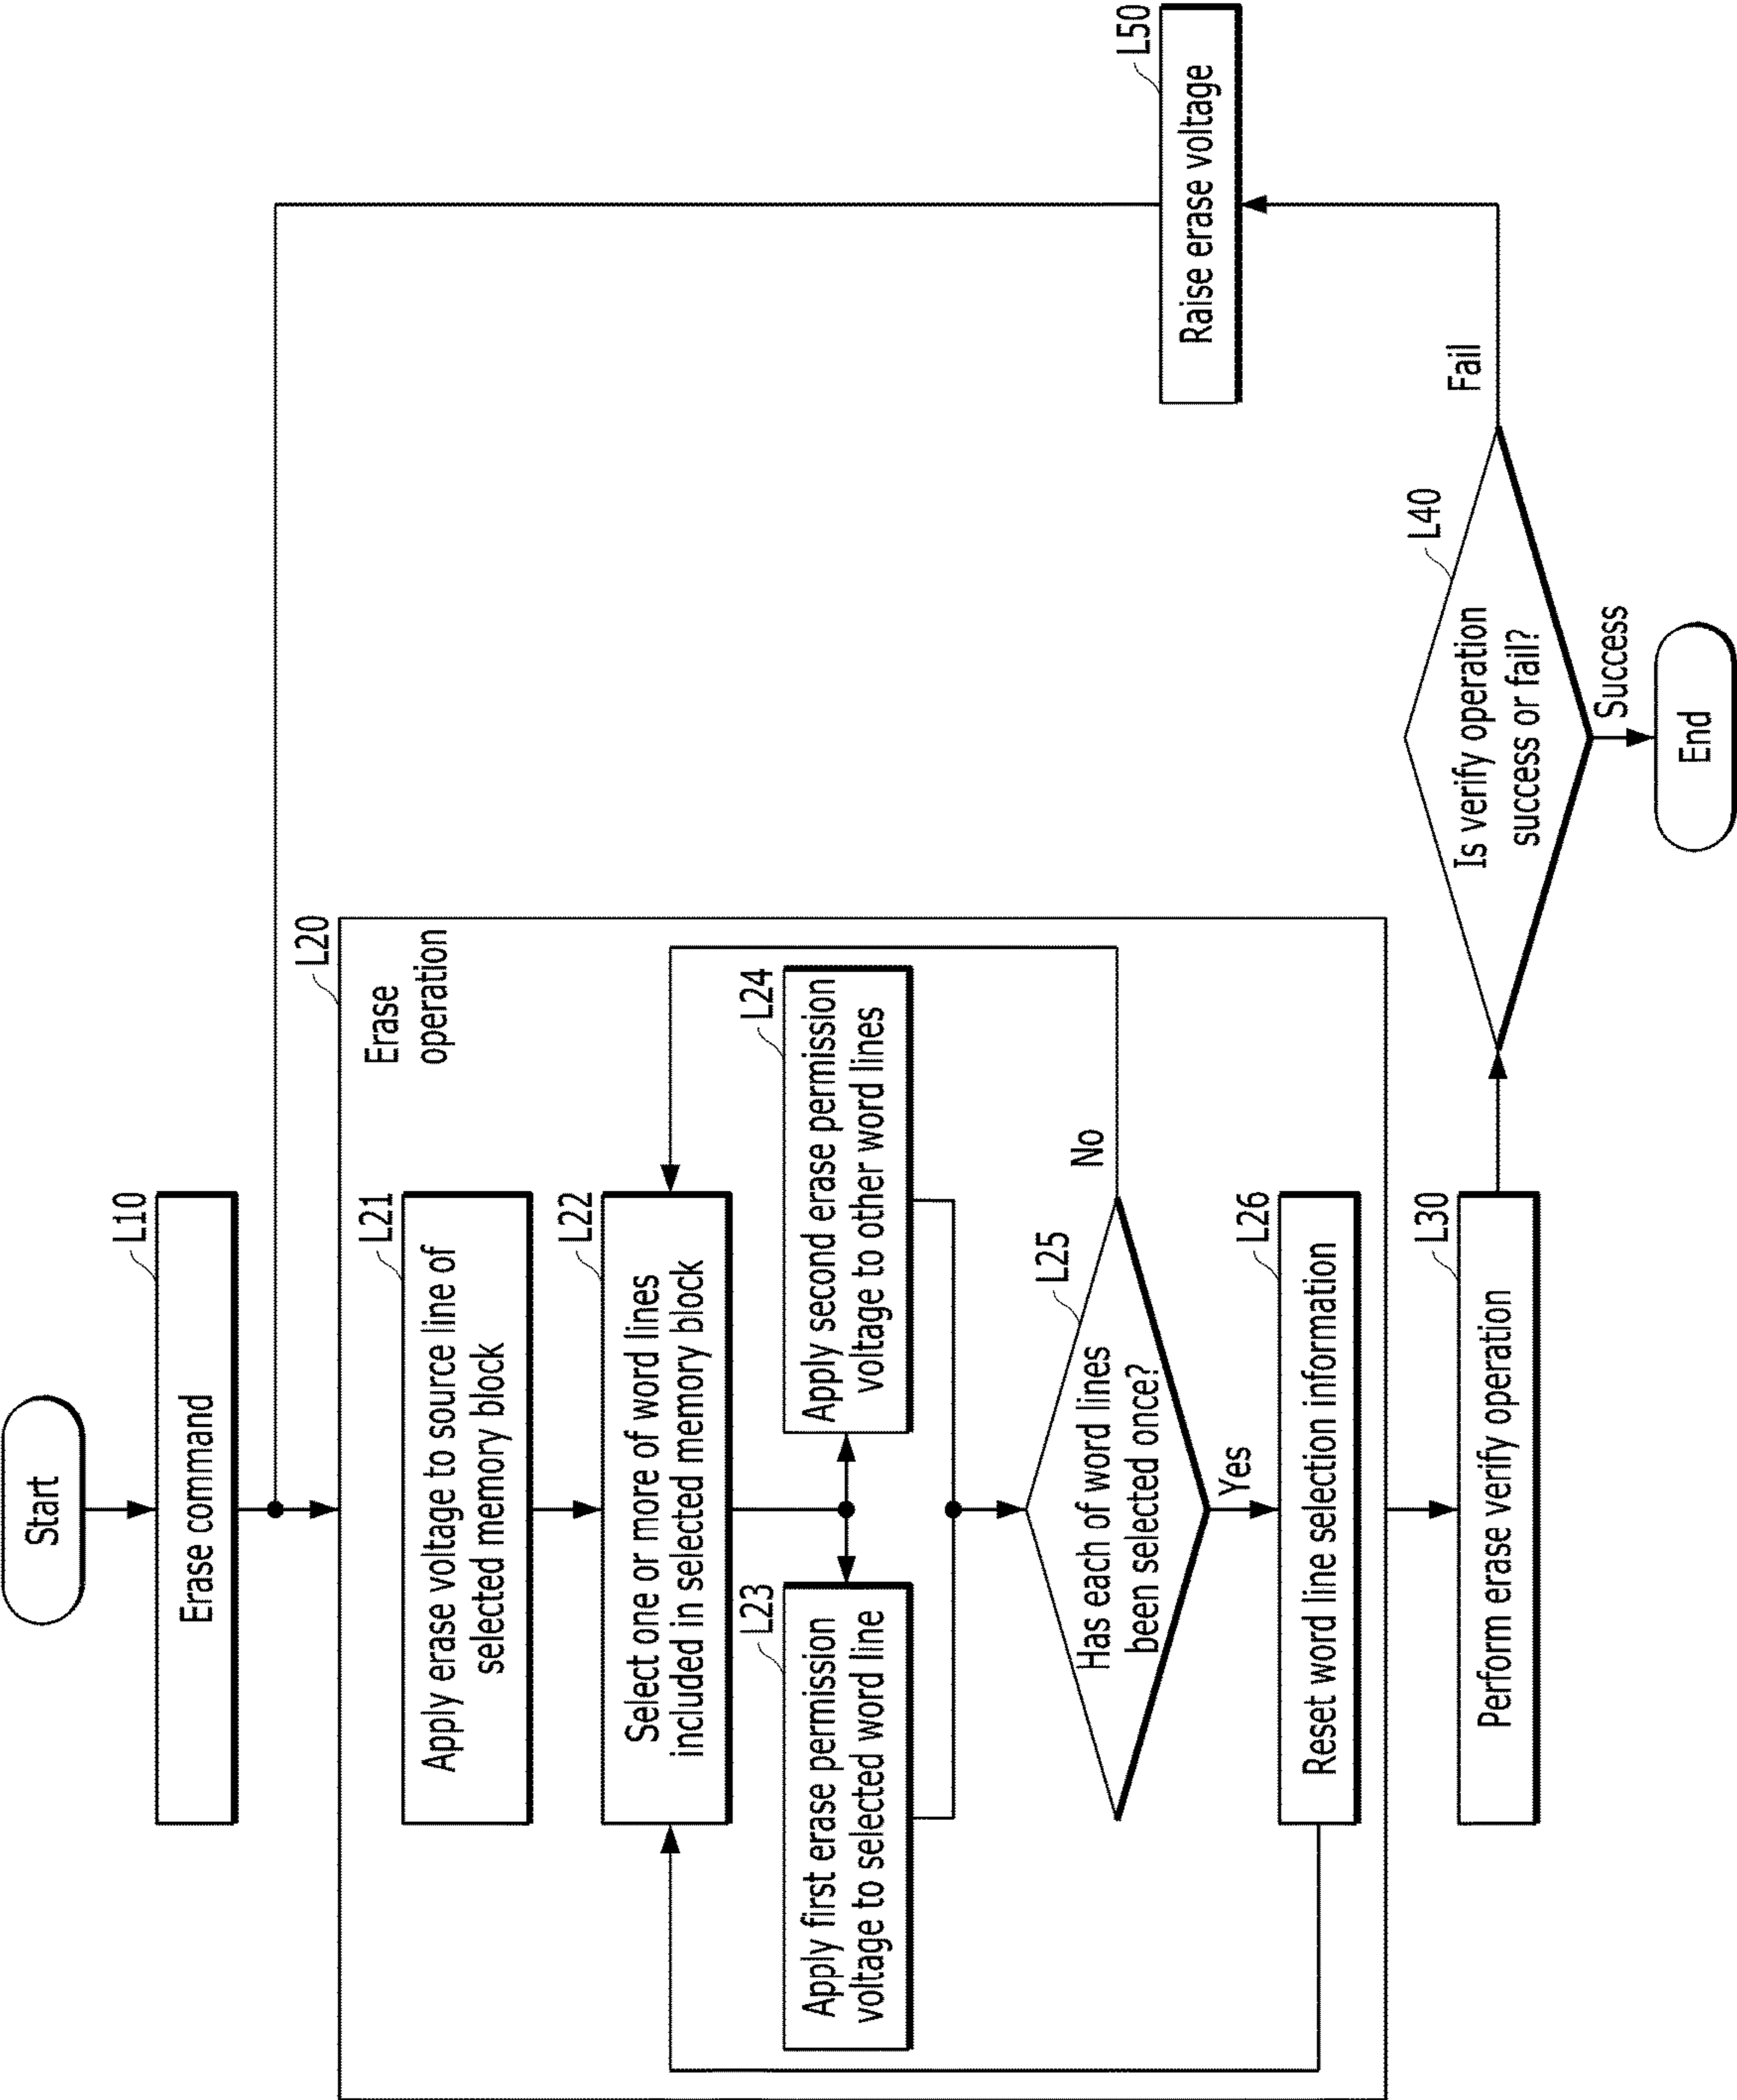 Start
L10
Erase command
L20
Erase
operation
L21
Apply erase voltage to source line of
selected memory block
L22
Select one or more of word lines
included in selected memory block
L23
Apply first erase permission
voltage to selected word line
L24
Apply second erase permission
voltage to other word lines
L25
Has each of word lines
been selected once?
No
Yes
L26
Reset word line selection information
L30
Perform erase verify operation
L40
Is verify operation
success or fail?
Fail
Success
L50
Raise erase voltage
End